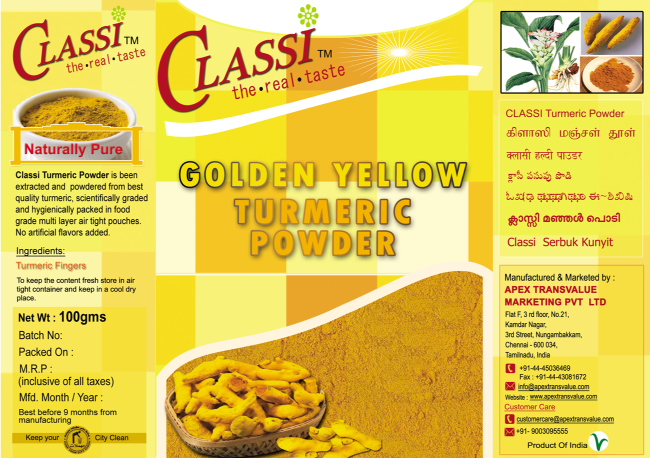 CLASSI TM
the • real • taste
Naturally Pure
Classi Turmeric Powder is been
extracted and powdered from best
quality turmeric, scientifically graded
and hygienically packed in food
grade multi layer air tight pouches.
No artificial flavors added.
Ingredients:
Turmeric Fingers
To keep the content fresh store in air
tight container and keep in a cool dry
place.
Net Wt : 100gms
Batch No:
Packed On :
M.R.P :
(inclusive of all taxes)
Mfd. Month / Year :
Best before 9 months from
manufacturing
Keep your City Clean
CLASSI TM
the • real • taste
GOLDEN YELLOW
TURMERIC
POWDER
CLASSI Turmeric Powder
கிளாஸி மஞ்சள் தூள்
क्लासी हल्दी पाउडर
క్లాసీ పసుపు పొడి
ക്ലാസ്സി മഞ്ഞൾ പൊടി
Classi Serbuk Kunyit
Manufactured & Marketed by :
APEX TRANSVALUE
MARKETING PVT LTD
Flat F, 3 rd floor, No.21,
Kamdar Nagar,
3rd Street, Nungambakkam,
Chennai - 600 034,
Tamilnadu, India
+91-44-45036469
Fax : +91-44-43081672
info@apextransvalue.com
Website : www.apextransvalue.com
Customer Care
customercare@apextransvalue.com
+91- 9003095555
Product Of India